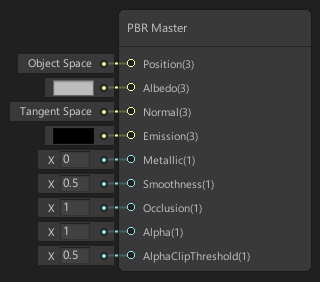 PBR Master
Object Space Position(3)
Albedo(3)
Tangent Space Normal(3)
Emission(3)
X 0 Metallic(1)
X 0.5 Smoothness(1)
X 1 Occlusion(1)
X 1 Alpha(1)
X 0.5 AlphaClipThreshold(1)